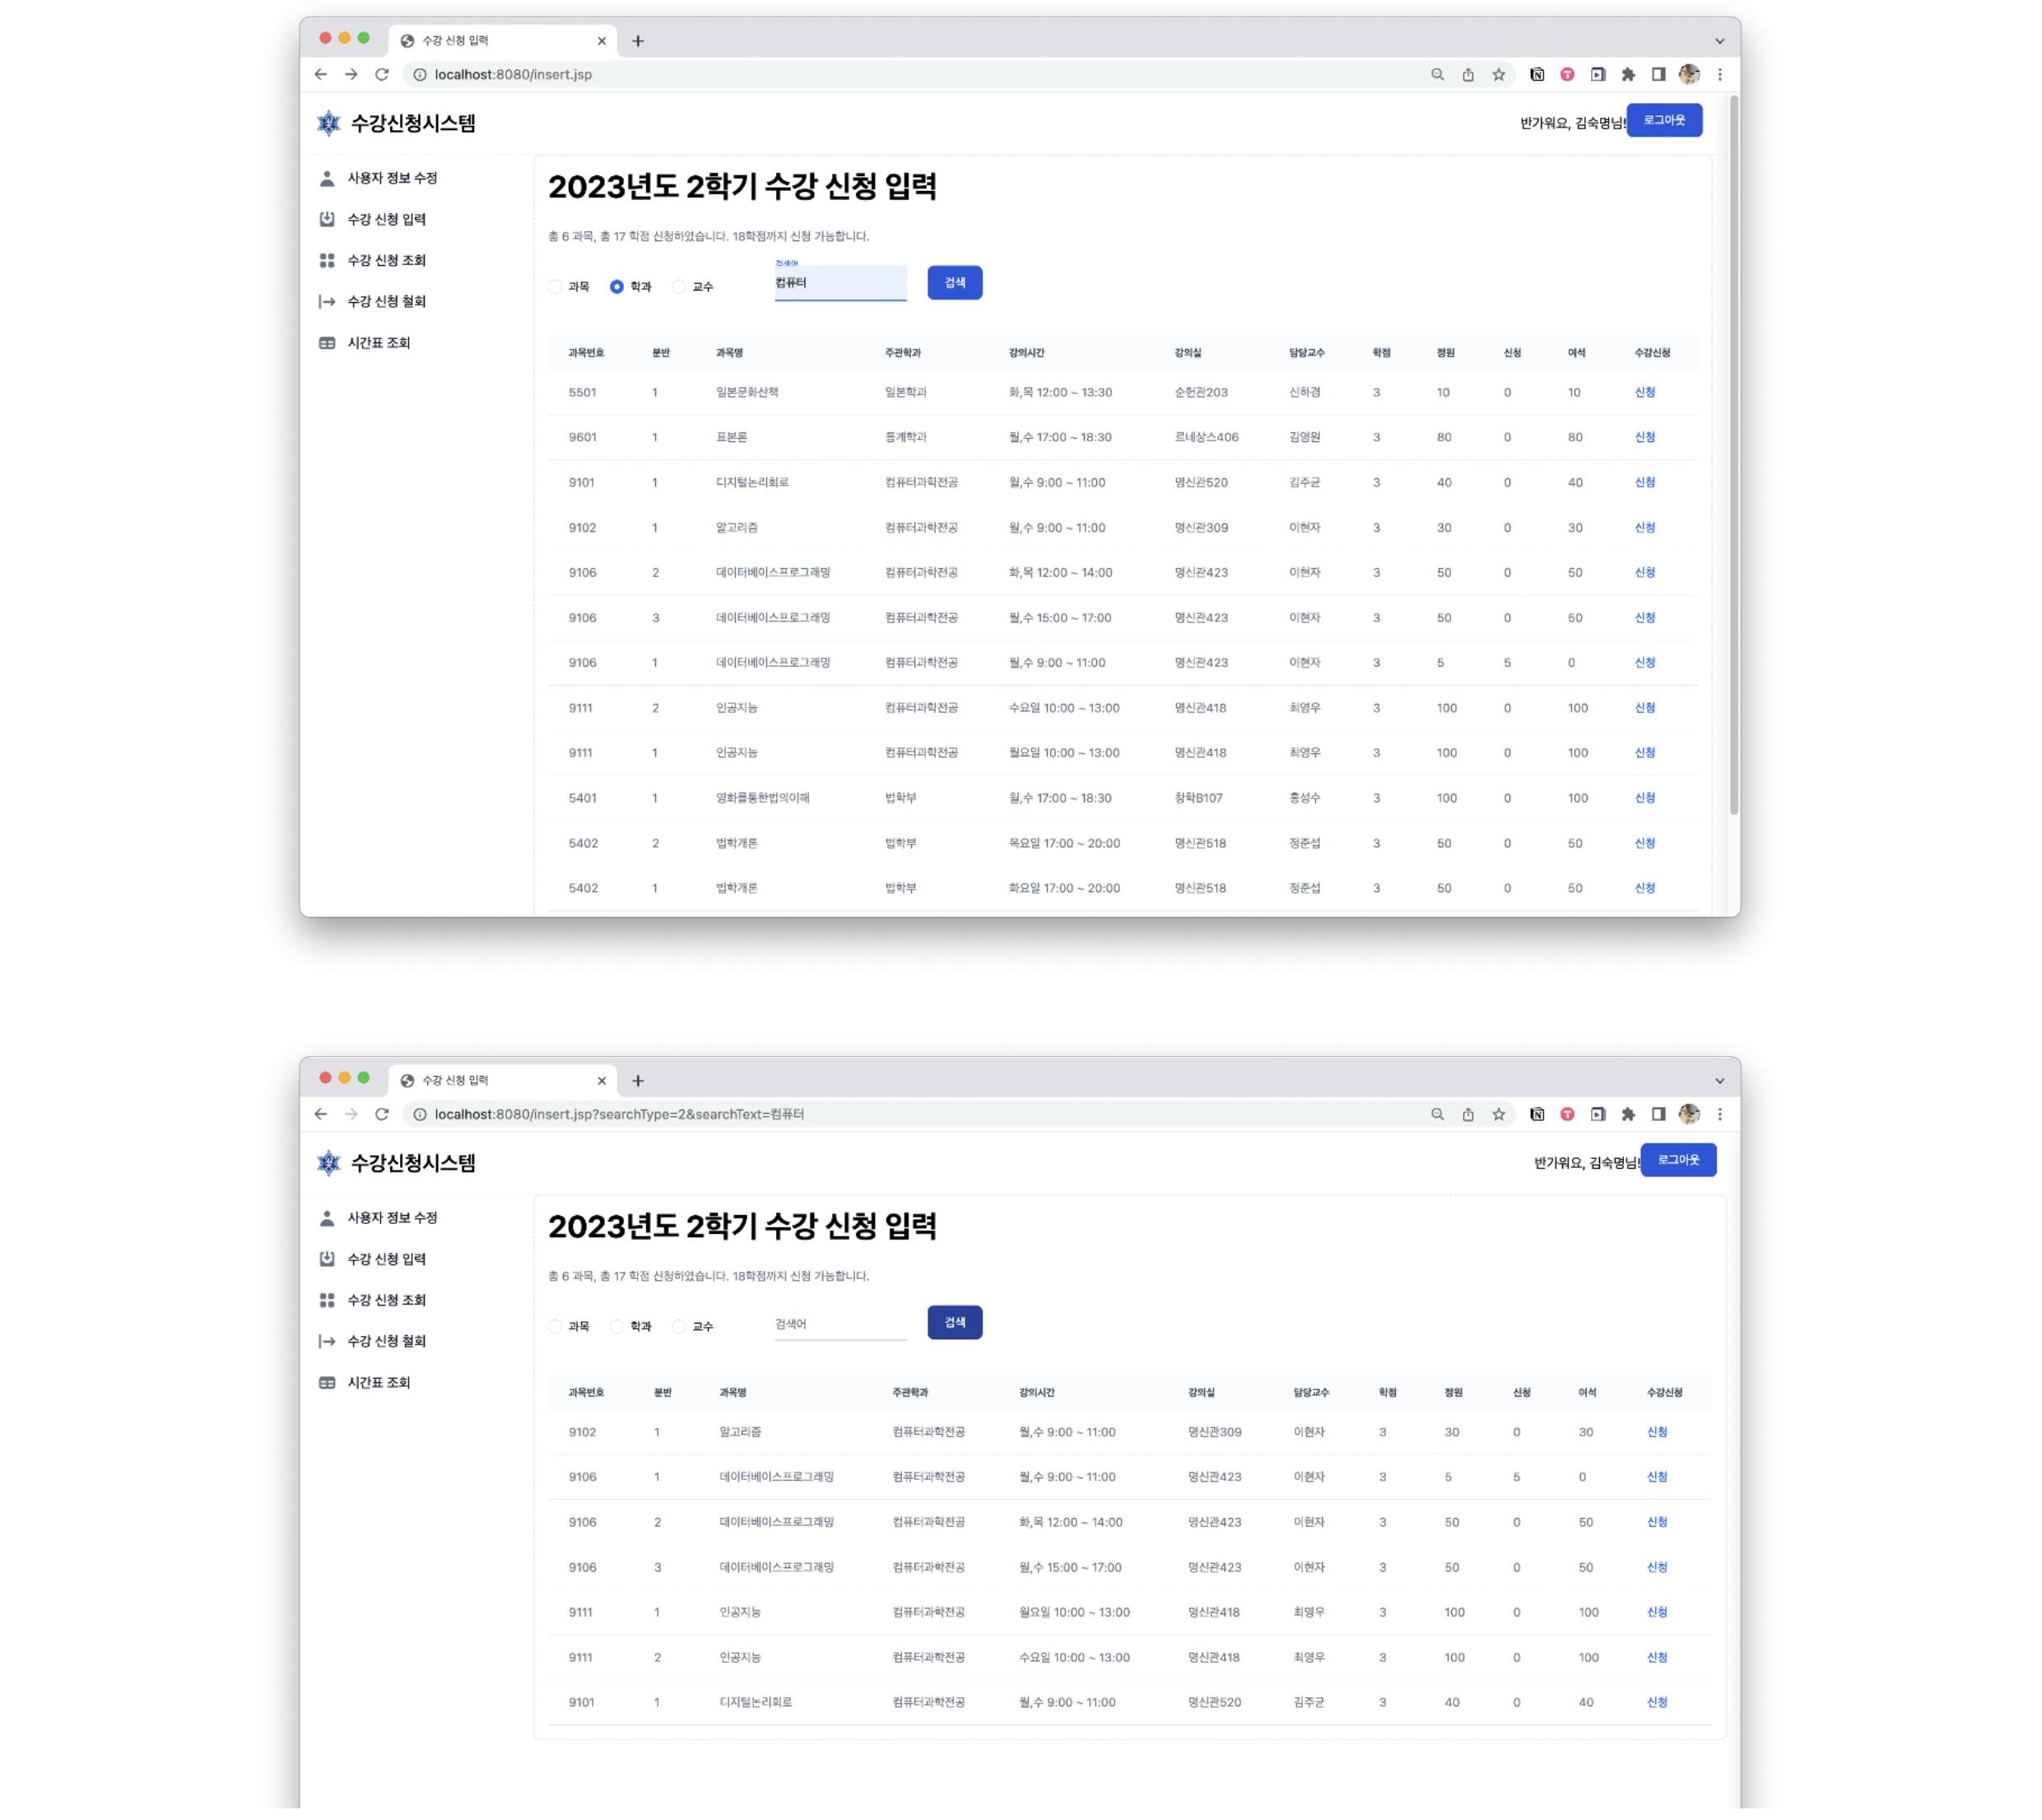 수강 신청 입력
localhost:8080/insert.jsp
수강신청시스템
반가워요, 김숙명님! 로그아웃
사용자 정보 수정
수강 신청 입력
수강 신청 조회
수강 신청 철회
시간표 조회
2023년도 2학기 수강 신청 입력
총 6 과목, 총 17 학점 신청하였습니다. 18학점까지 신청 가능합니다.
검색어
과목 학과 교수 컴퓨터 검색
과목번호 분반 과목명 주관학과 강의시간 강의실 담당교수 학점 정원 신청 여석 수강신청
5501 1 일본문화산책 일본학과 화,목 12:00 ~ 13:30 순헌관203 신하경 3 10 0 10 신청
9601 1 표본론 통계학과 월,수 17:00 ~ 18:30 르네상스406 김영원 3 80 0 80 신청
9101 1 디지털논리회로 컴퓨터과학전공 월,수 9:00 ~ 11:00 명신관520 김주균 3 40 0 40 신청
9102 1 알고리즘 컴퓨터과학전공 월,수 9:00 ~ 11:00 명신관309 이현자 3 30 0 30 신청
9106 2 데이터베이스프로그래밍 컴퓨터과학전공 화,목 12:00 ~ 14:00 명신관423 이현자 3 50 0 50 신청
9106 3 데이터베이스프로그래밍 컴퓨터과학전공 월,수 15:00 ~ 17:00 명신관423 이현자 3 50 0 50 신청
9106 1 데이터베이스프로그래밍 컴퓨터과학전공 월,수 9:00 ~ 11:00 명신관423 이현자 3 5 5 0 신청
9111 2 인공지능 컴퓨터과학전공 수요일 10:00 ~ 13:00 명신관418 최영우 3 100 0 100 신청
9111 1 인공지능 컴퓨터과학전공 월요일 10:00 ~ 13:00 명신관418 최영우 3 100 0 100 신청
5401 1 영화를통한법의이해 법학부 월,수 17:00 ~ 18:30 창학B107 홍성수 3 100 0 100 신청
5402 2 법학개론 법학부 목요일 17:00 ~ 20:00 명신관518 정준섭 3 50 0 50 신청
5402 1 법학개론 법학부 화요일 17:00 ~ 20:00 명신관518 정준섭 3 50 0 50 신청
수강 신청 입력
localhost:8080/insert.jsp?searchType=2&searchText=컴퓨터
수강신청시스템
반가워요, 김숙명님! 로그아웃
사용자 정보 수정
수강 신청 입력
수강 신청 조회
수강 신청 철회
시간표 조회
2023년도 2학기 수강 신청 입력
총 6 과목, 총 17 학점 신청하였습니다. 18학점까지 신청 가능합니다.
과목 학과 교수 검색어 검색
과목번호 분반 과목명 주관학과 강의시간 강의실 담당교수 학점 정원 신청 여석 수강신청
9102 1 알고리즘 컴퓨터과학전공 월,수 9:00 ~ 11:00 명신관309 이현자 3 30 0 30 신청
9106 1 데이터베이스프로그래밍 컴퓨터과학전공 월,수 9:00 ~ 11:00 명신관423 이현자 3 5 5 0 신청
9106 2 데이터베이스프로그래밍 컴퓨터과학전공 화,목 12:00 ~ 14:00 명신관423 이현자 3 50 0 50 신청
9106 3 데이터베이스프로그래밍 컴퓨터과학전공 월,수 15:00 ~ 17:00 명신관423 이현자 3 50 0 50 신청
9111 1 인공지능 컴퓨터과학전공 월요일 10:00 ~ 13:00 명신관418 최영우 3 100 0 100 신청
9111 2 인공지능 컴퓨터과학전공 수요일 10:00 ~ 13:00 명신관418 최영우 3 100 0 100 신청
9101 1 디지털논리회로 컴퓨터과학전공 월,수 9:00 ~ 11:00 명신관520 김주균 3 40 0 40 신청